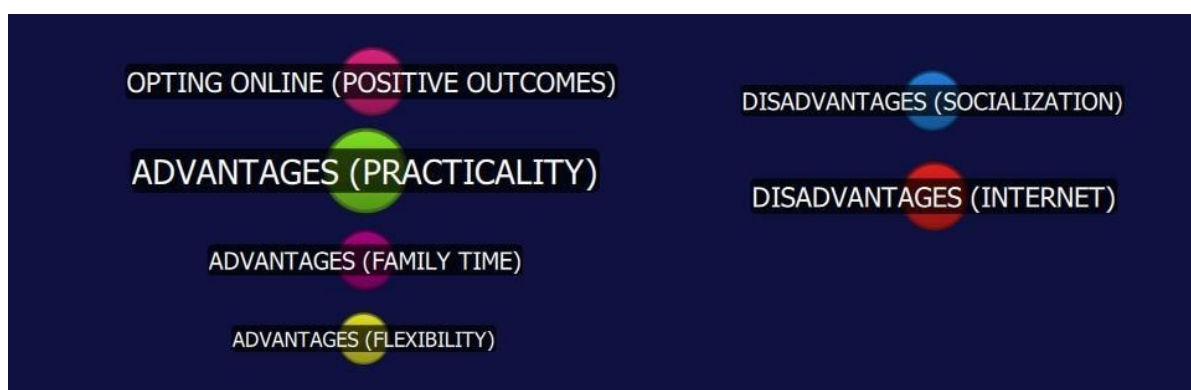 OPTING ONLINE (POSITIVE OUTCOMES)
ADVANTAGES (PRACTICALITY)
ADVANTAGES (FAMILY TIME)
ADVANTAGES (FLEXIBILITY)
DISADVANTAGES (SOCIALIZATION)
DISADVANTAGES (INTERNET)